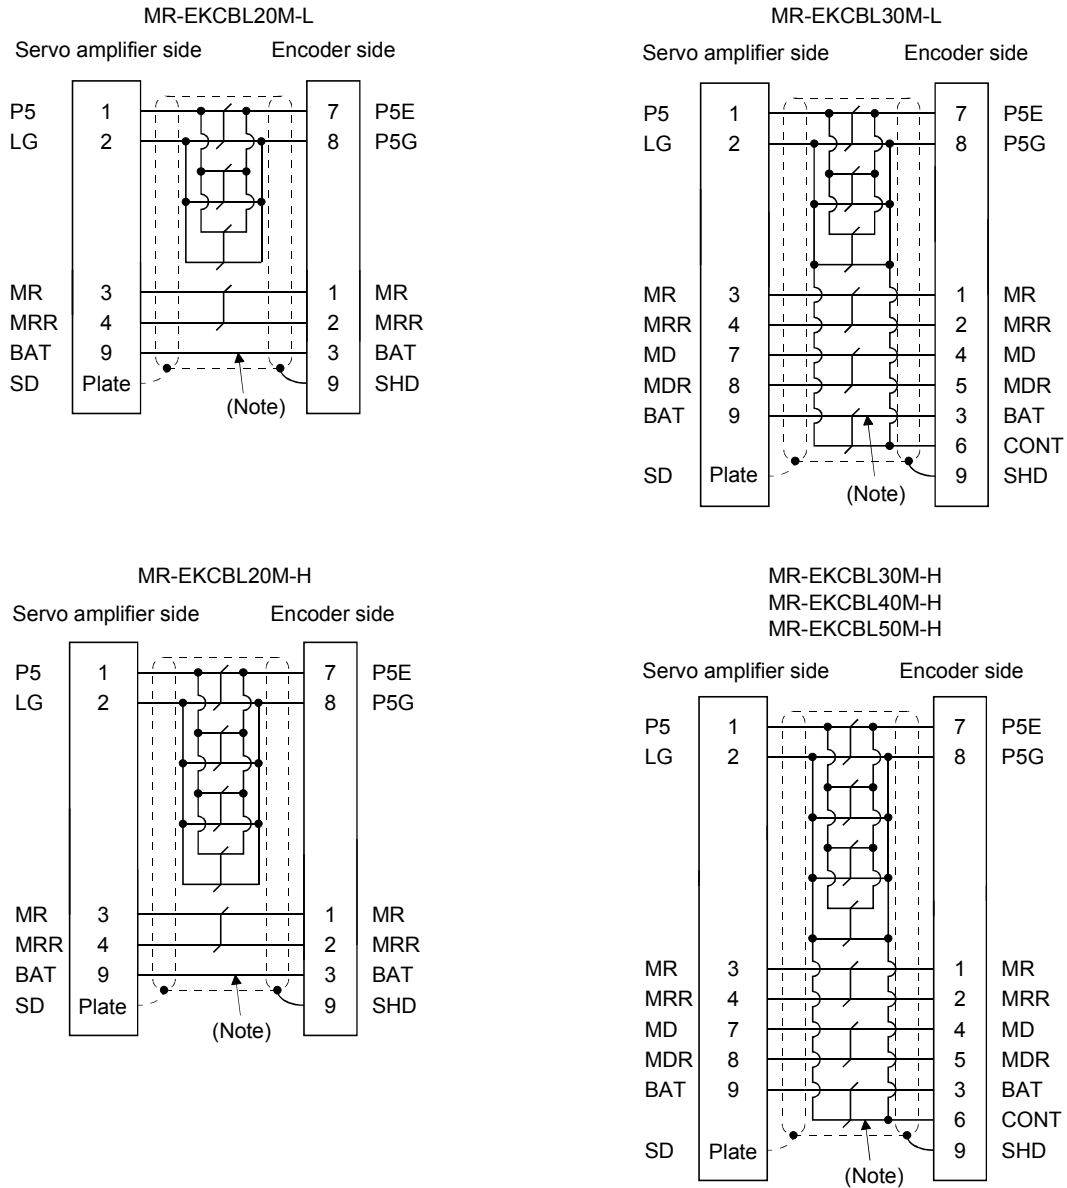 MR-EKCBL20M-L
Servo amplifier side Encoder side
P5 1 7 P5E
LG 2 8 P5G
MR 3 1 MR
MRR 4 2 MRR
BAT 9 3 BAT
SD Plate 9 SHD
(Note)
MR-EKCBL30M-L
Servo amplifier side Encoder side
P5 1 7 P5E
LG 2 8 P5G
MR 3 1 MR
MRR 4 2 MRR
MD 7 4 MD
MDR 8 5 MDR
BAT 9 3 BAT
6 CONT
SD Plate 9 SHD
(Note)
MR-EKCBL20M-H
Servo amplifier side Encoder side
P5 1 7 P5E
LG 2 8 P5G
MR 3 1 MR
MRR 4 2 MRR
BAT 9 3 BAT
SD Plate 9 SHD
(Note)
MR-EKCBL30M-H
MR-EKCBL40M-H
MR-EKCBL50M-H
Servo amplifier side Encoder side
P5 1 7 P5E
LG 2 8 P5G
MR 3 1 MR
MRR 4 2 MRR
MD 7 4 MD
MDR 8 5 MDR
BAT 9 3 BAT
6 CONT
SD Plate 9 SHD
(Note)